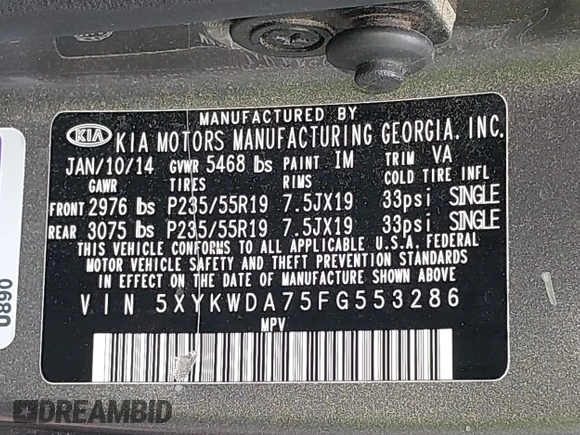 MANUFACTURED BY
KIA KIA MOTORS MANUFACTURING GEORGIA, INC.
JAN/10/14 GVWR 5468 lbs PAINT IM TRIM VA
GAWR TIRES RIMS COLD TIRE INFL
FRONT 2976 lbs P235/55R19 7.5JX19 33psi SINGLE
REAR 3075 lbs P235/55R19 7.5JX19 33psi SINGLE
THIS VEHICLE CONFORMS TO ALL APPLICABLE U.S.A. FEDERAL
MOTOR VEHICLE SAFETY AND THEFT PREVENTION STANDARDS
IN EFFECT ON THE DATE OF MANUFACTURE SHOWN ABOVE.
VIN 5XYKWDA75FG553286
MPV
0890
DREAMBID